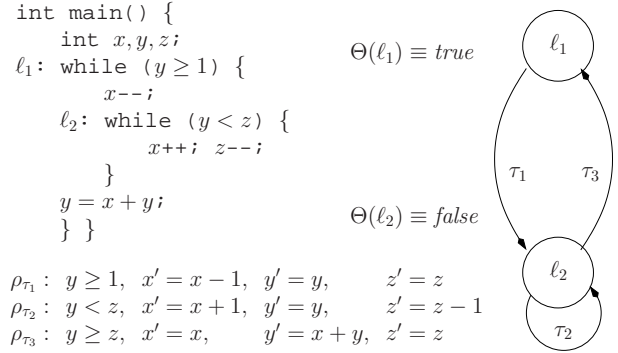 int main() {
int x,y,z;
ℓ1: while (y ≥ 1) {
x--;
ℓ2: while (y < z) {
x++; z--;
}
y = x + y;
} }
Θ(ℓ1) ≡ true
Θ(ℓ2) ≡ false
ℓ1
τ1
τ3
ℓ2
τ2
ρτ1 : y ≥ 1, x′ = x − 1, y′ = y, z′ = z
ρτ2 : y < z, x′ = x + 1, y′ = y, z′ = z − 1
ρτ3 : y ≥ z, x′ = x, y′ = x + y, z′ = z